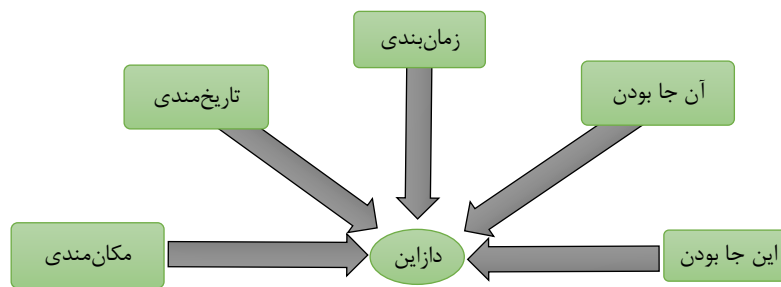 زمان‌بندی
آن جا بودن
تاریخ‌مندی
دازاین
این جا بودن
مکان‌مندی